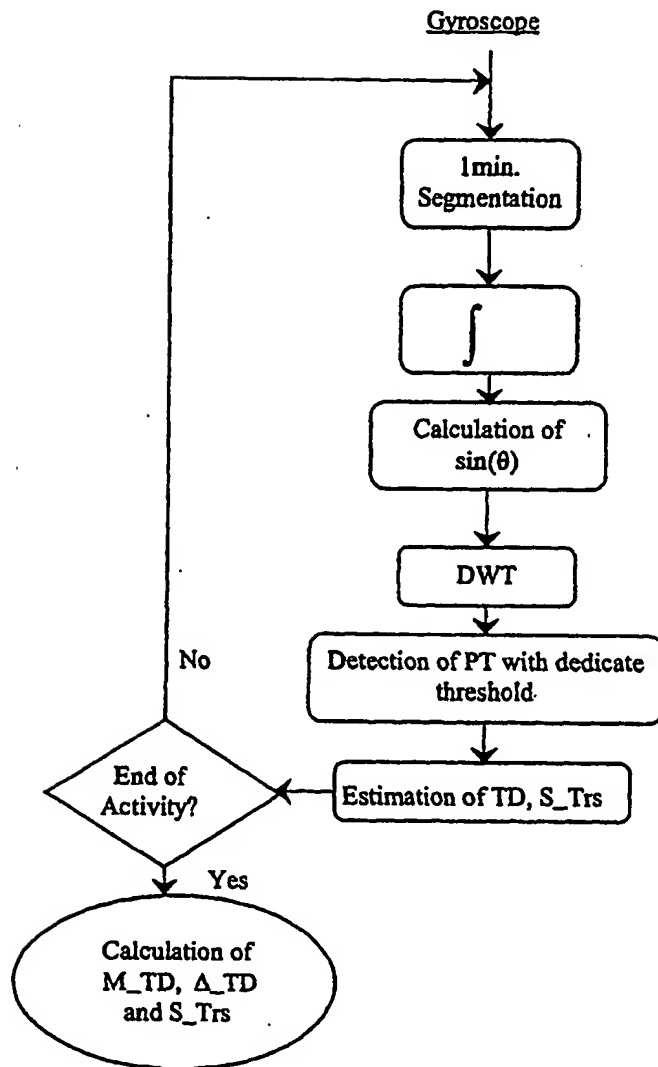 Gyroscope
1min.
Segmentation
∫
Calculation of
sin(θ)
DWT
Detection of PT with dedicate
threshold
Estimation of TD, S_Trs
No
End of
Activity?
Yes
Calculation of
M_TD, Δ_TD
and S_Trs